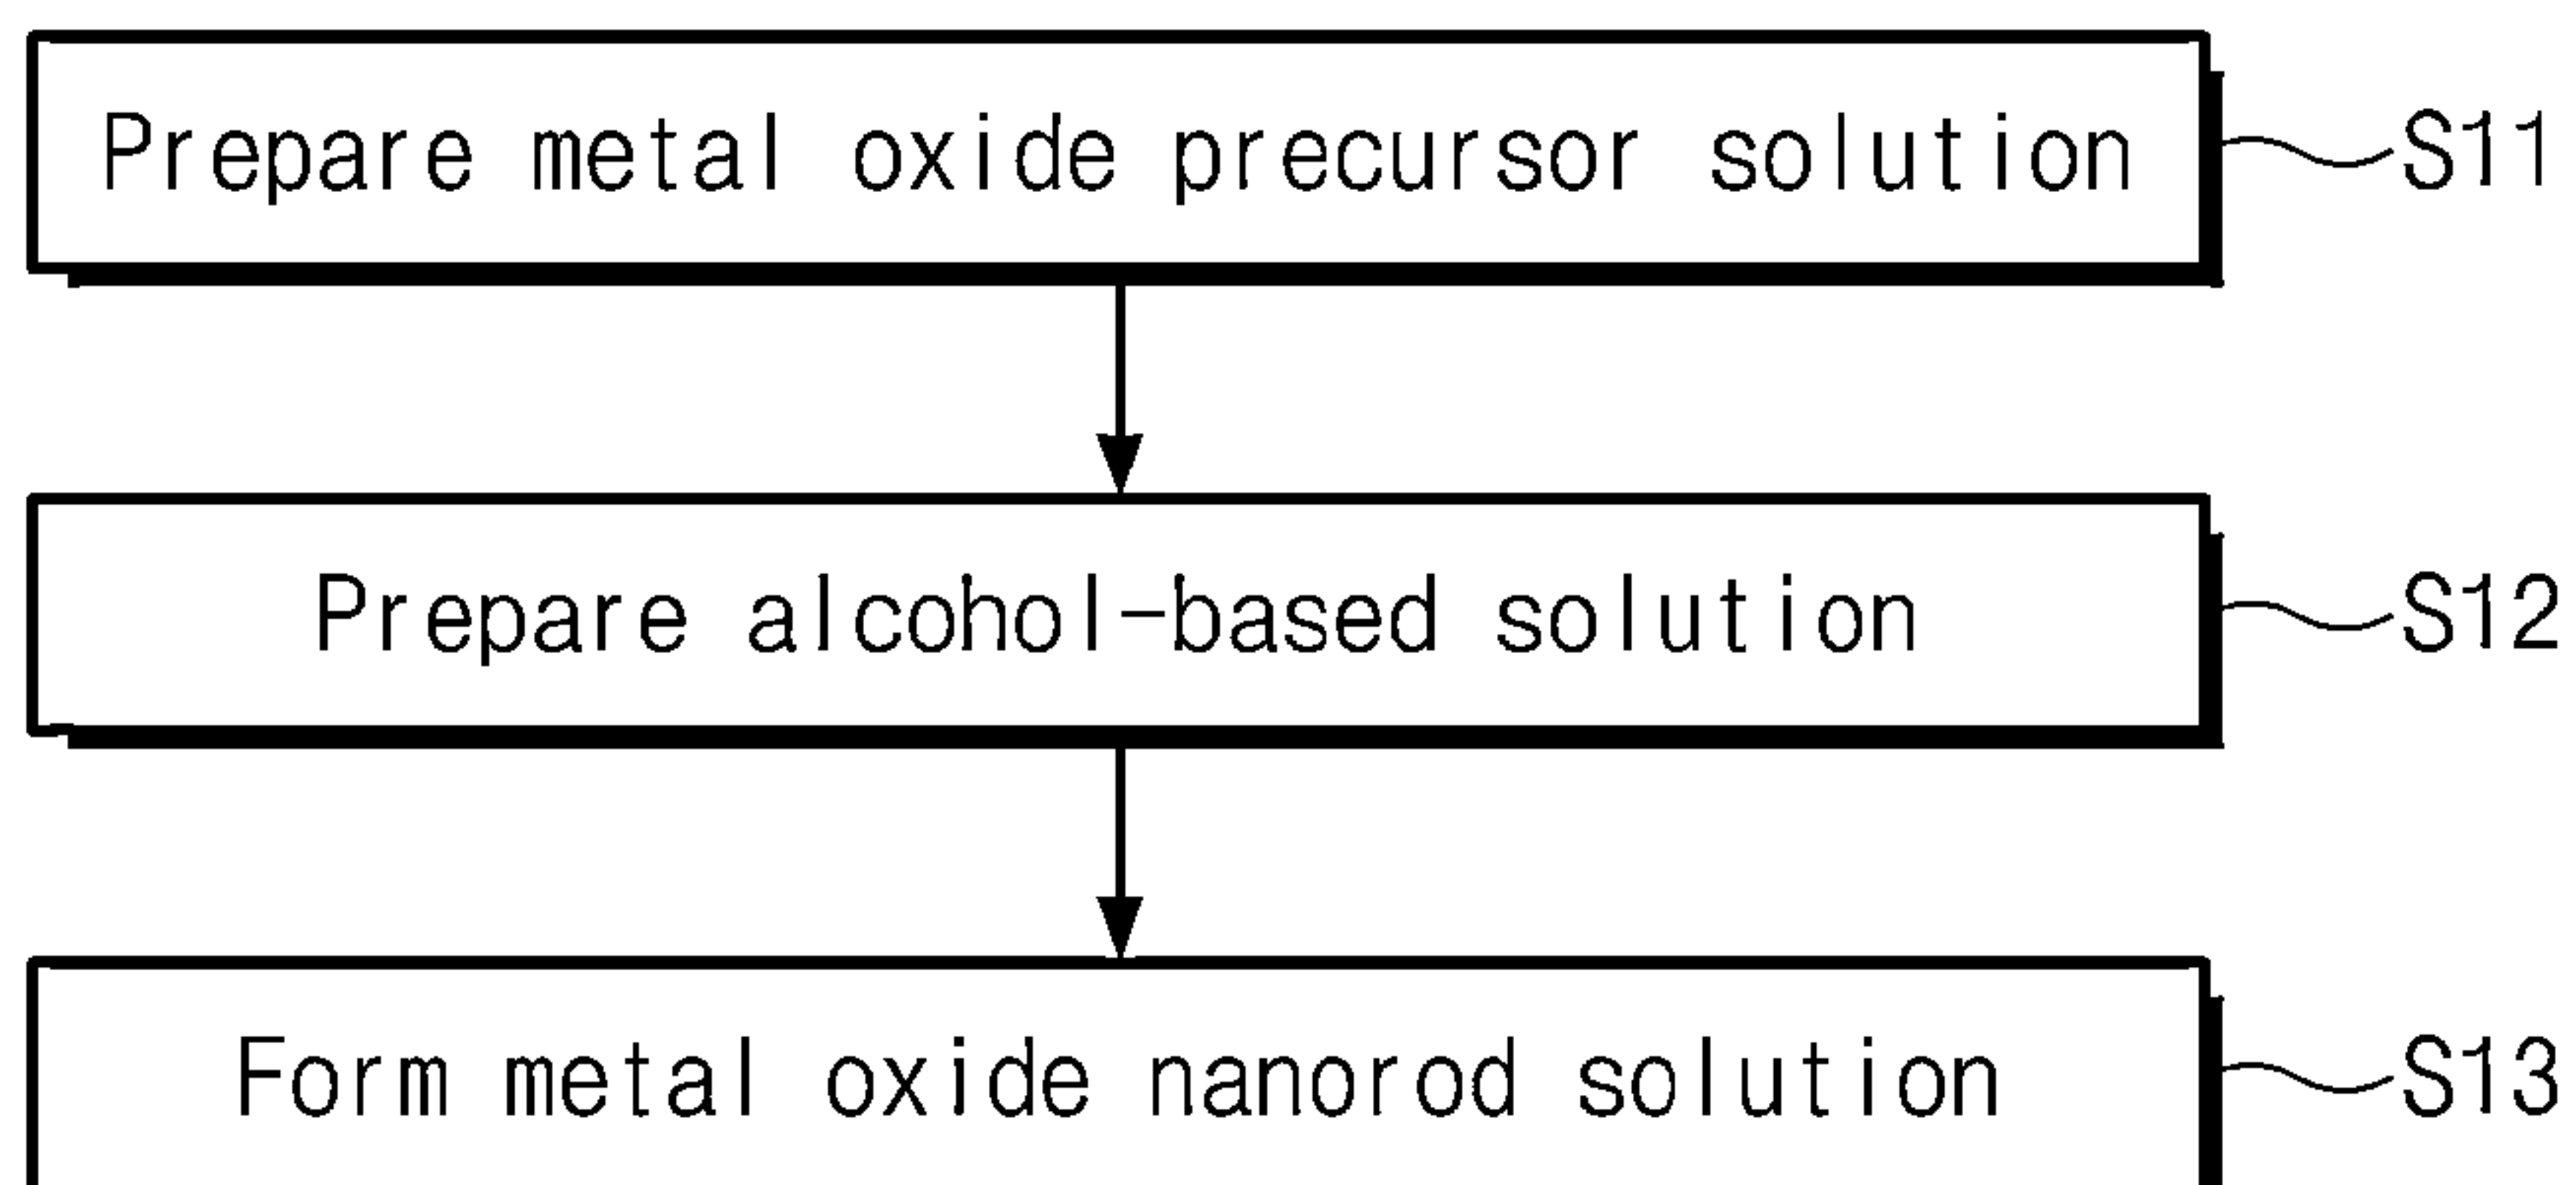 Prepare metal oxide precursor solution S11
Prepare alcohol-based solution S12
Form metal oxide nanorod solution S13